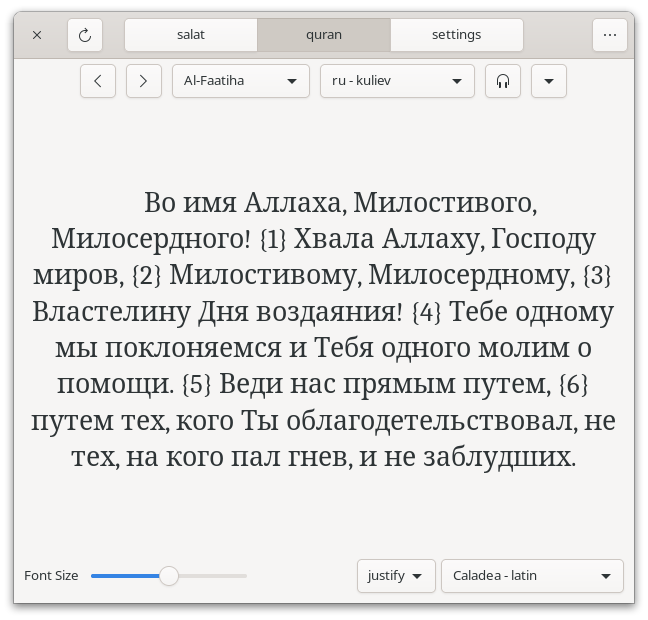 salat quran settings
Al-Faatiha ru - kuliev
Во имя Аллаха, Милостивого,
Милосердного! {1} Хвала Аллаху, Господу
миров, {2} Милостивому, Милосердному, {3}
Властелину Дня воздаяния! {4} Тебе одному
мы поклоняемся и Тебя одного молим о
помощи. {5} Веди нас прямым путем, {6}
путем тех, кого Ты облагодетельствовал, не
тех, на кого пал гнев, и не заблудших.
Font Size justify Caladea - latin